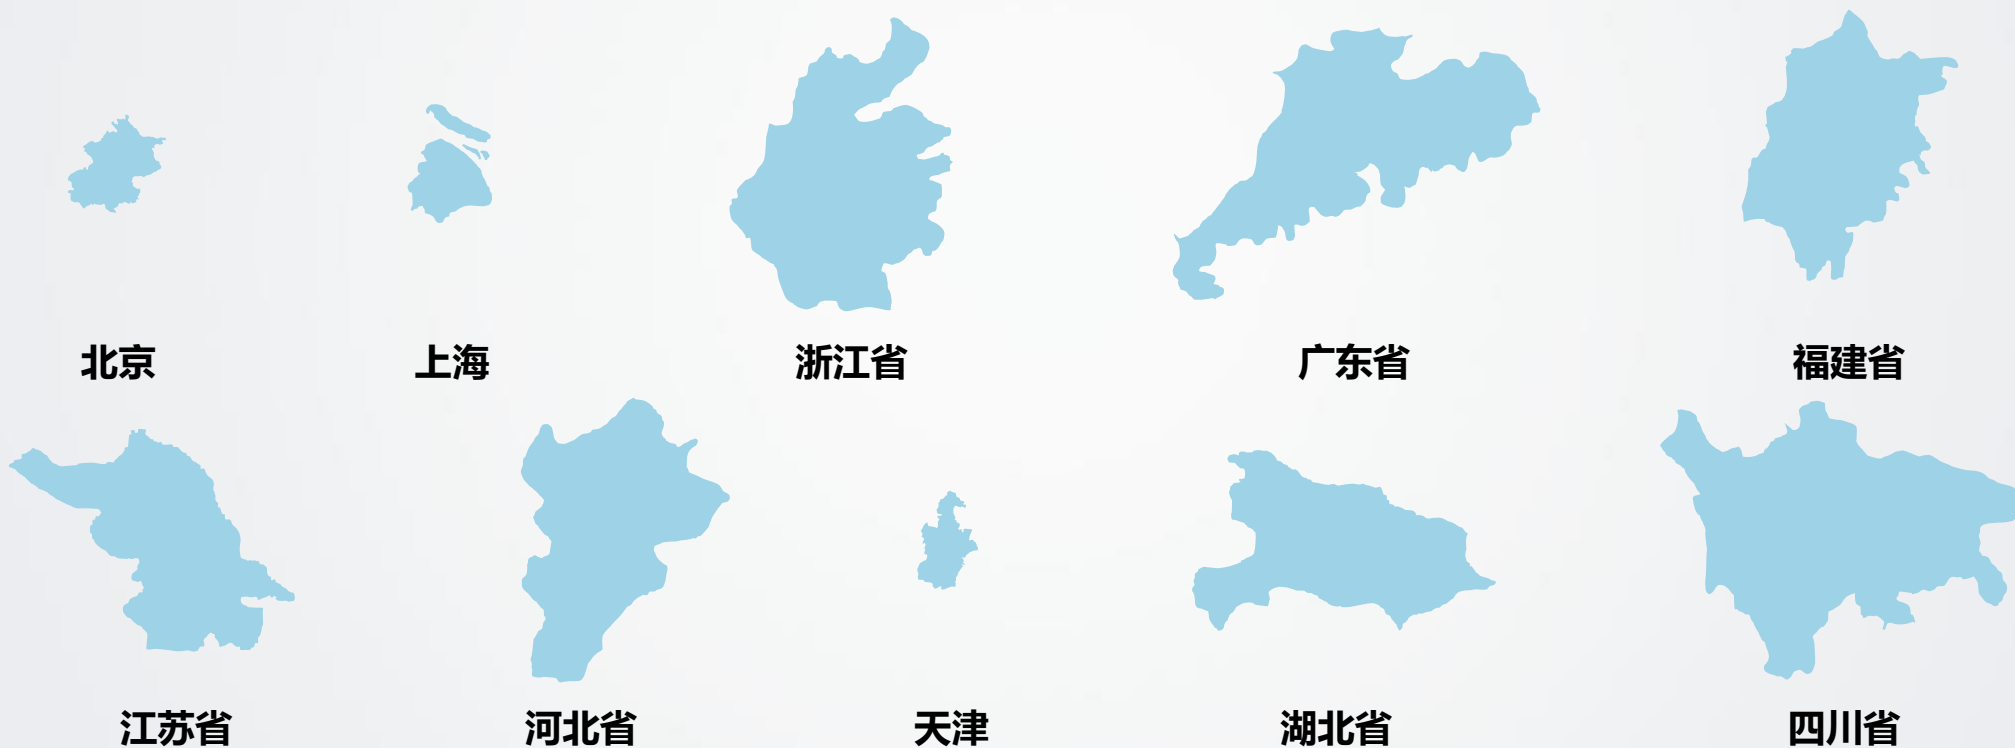 北京
上海
浙江省
广东省
福建省
江苏省
河北省
天津
湖北省
四川省